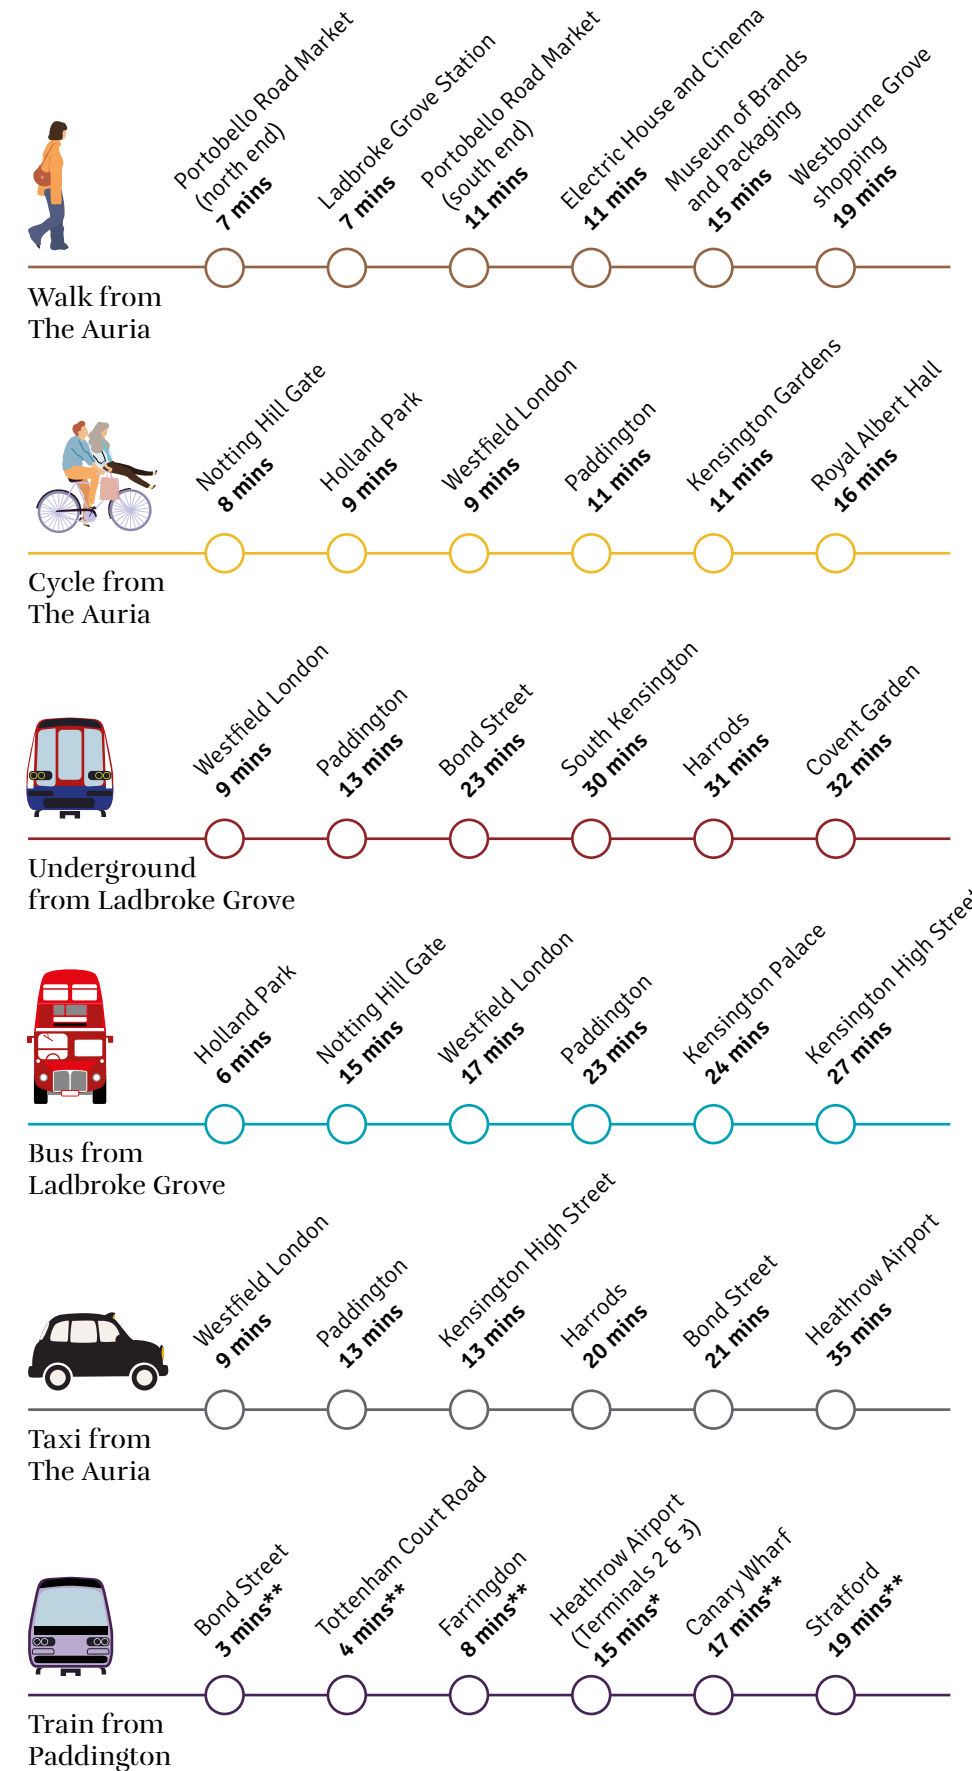 Portobello Road Market
(north end)
7 mins
Ladbroke Grove Station
7 mins
Portobello Road Market
(south end)
11 mins
Electric House and Cinema
11 mins
Museum of Brands
and Packaging
15 mins
Westbourne Grove
shopping
19 mins
Walk from
The Auria
Notting Hill Gate
8 mins
Holland Park
9 mins
Westfield London
9 mins
Paddington
11 mins
Kensington Gardens
11 mins
Royal Albert Hall
16 mins
Cycle from
The Auria
Westfield London
9 mins
Paddington
13 mins
Bond Street
23 mins
South Kensington
30 mins
Harrods
31 mins
Covent Garden
32 mins
Underground
from Ladbroke Grove
Holland Park
6 mins
Notting Hill Gate
15 mins
Westfield London
17 mins
Paddington
23 mins
Kensington Palace
24 mins
Kensington High Street
27 mins
Bus from
Ladbroke Grove
Westfield London
9 mins
Paddington
13 mins
Kensington High Street
13 mins
Harrods
20 mins
Bond Street
21 mins
Heathrow Airport
35 mins
Taxi from
The Auria
Bond Street
3 mins**
Tottenham Court Road
4 mins**
Farringdon
8 mins**
Heathrow Airport
(Terminals 2 & 3)
15 mins*
Canary Wharf
17 mins**
Stratford
19 mins**
Train from
Paddington